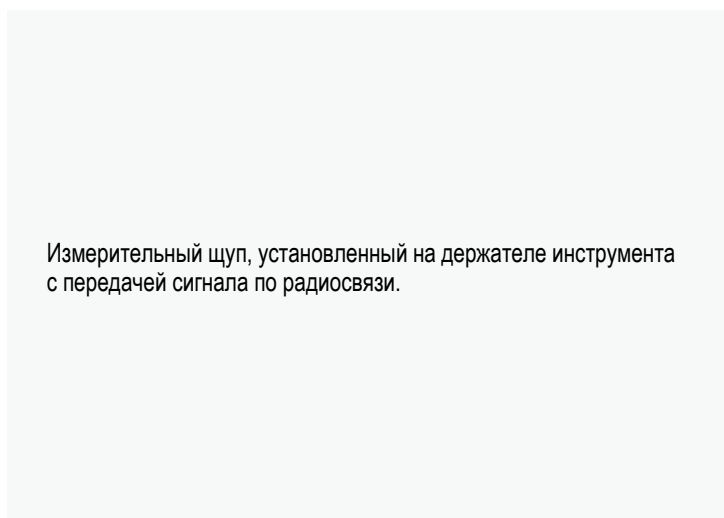 Измерительный щуп, установленный на держателе инструмента
с передачей сигнала по радиосвязи.